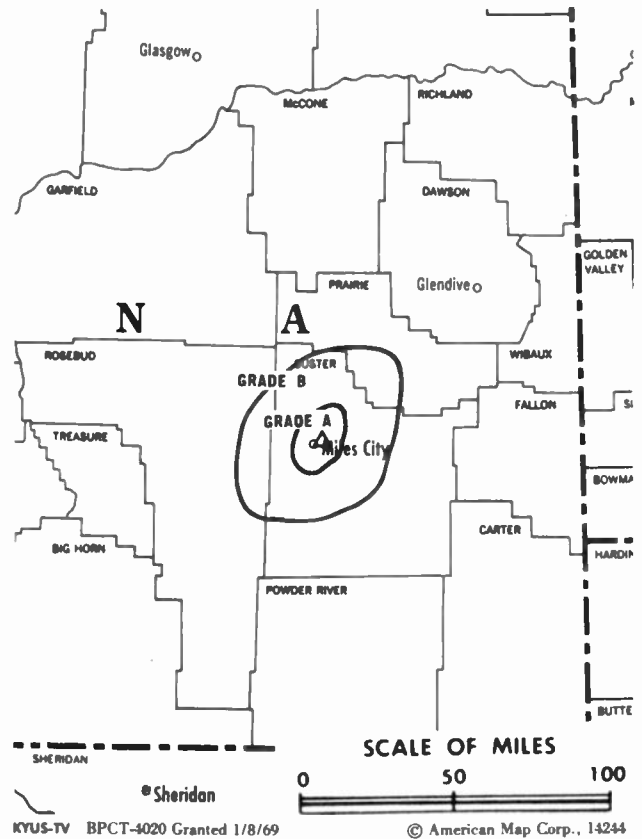 Glasgow
McCONE
RICHLAND
GARFIELD
DAWSON
GOLDEN
VALLEY
PRAIRIE
Glendive
N A
ROSEBUD
CUSTER
WIBAUX
GRADE B
FALLON
GRADE A
TREASURE
Miles City
BOWMA
CARTER
BIG HORN
HARDIN
POWDER RIVER
BUTTE
SCALE OF MILES
SHERIDAN
0 50 100
Sheridan
KYUS-TV BPCT-4020 Granted 1/8/69
© American Map Corp., 14244